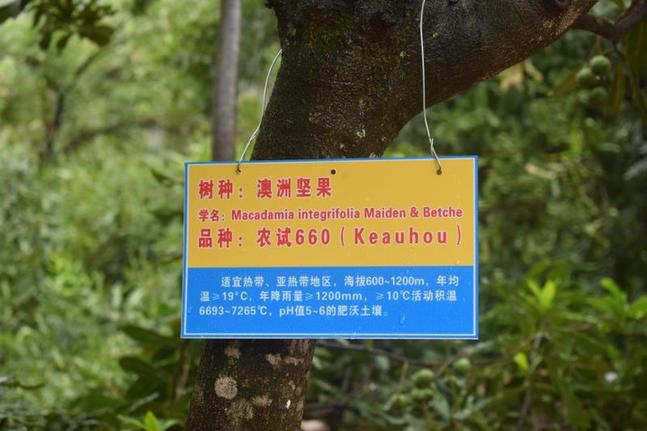 树种：澳洲坚果
学名：Macadamia integrifolia Maiden & Betche
品种：农试660（Keauhou）
适宜热带、亚热带地区，海拔600~1200m，年均
温≥19℃，年降雨量≥1200mm，≥10℃活动积温
6693~7265℃，pH值5~6的肥沃土壤。